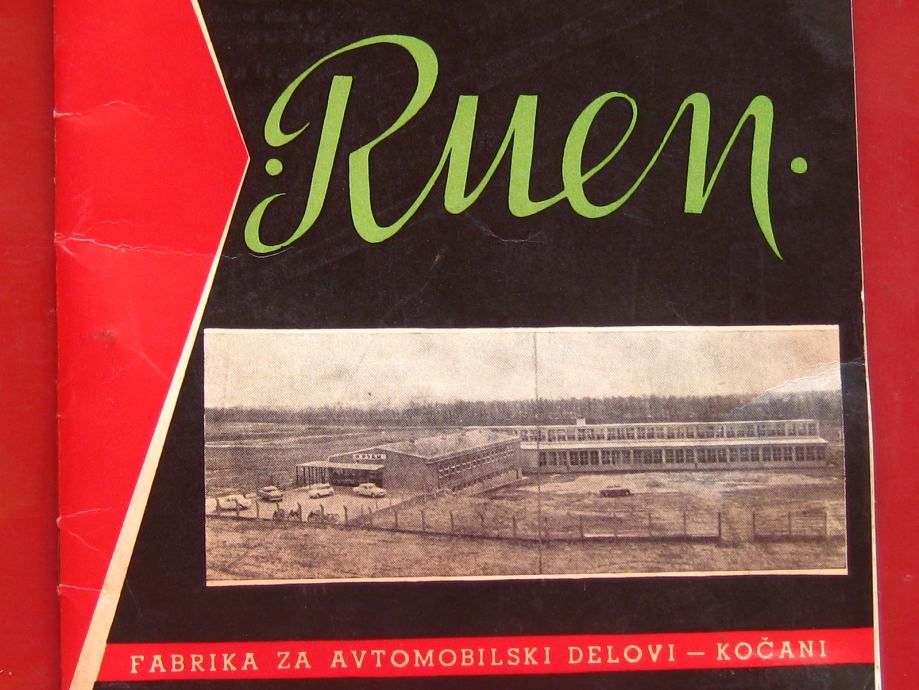 Ruen
FABRIKA ZA AVTOMOBILSKI DELOVI – KOČANI